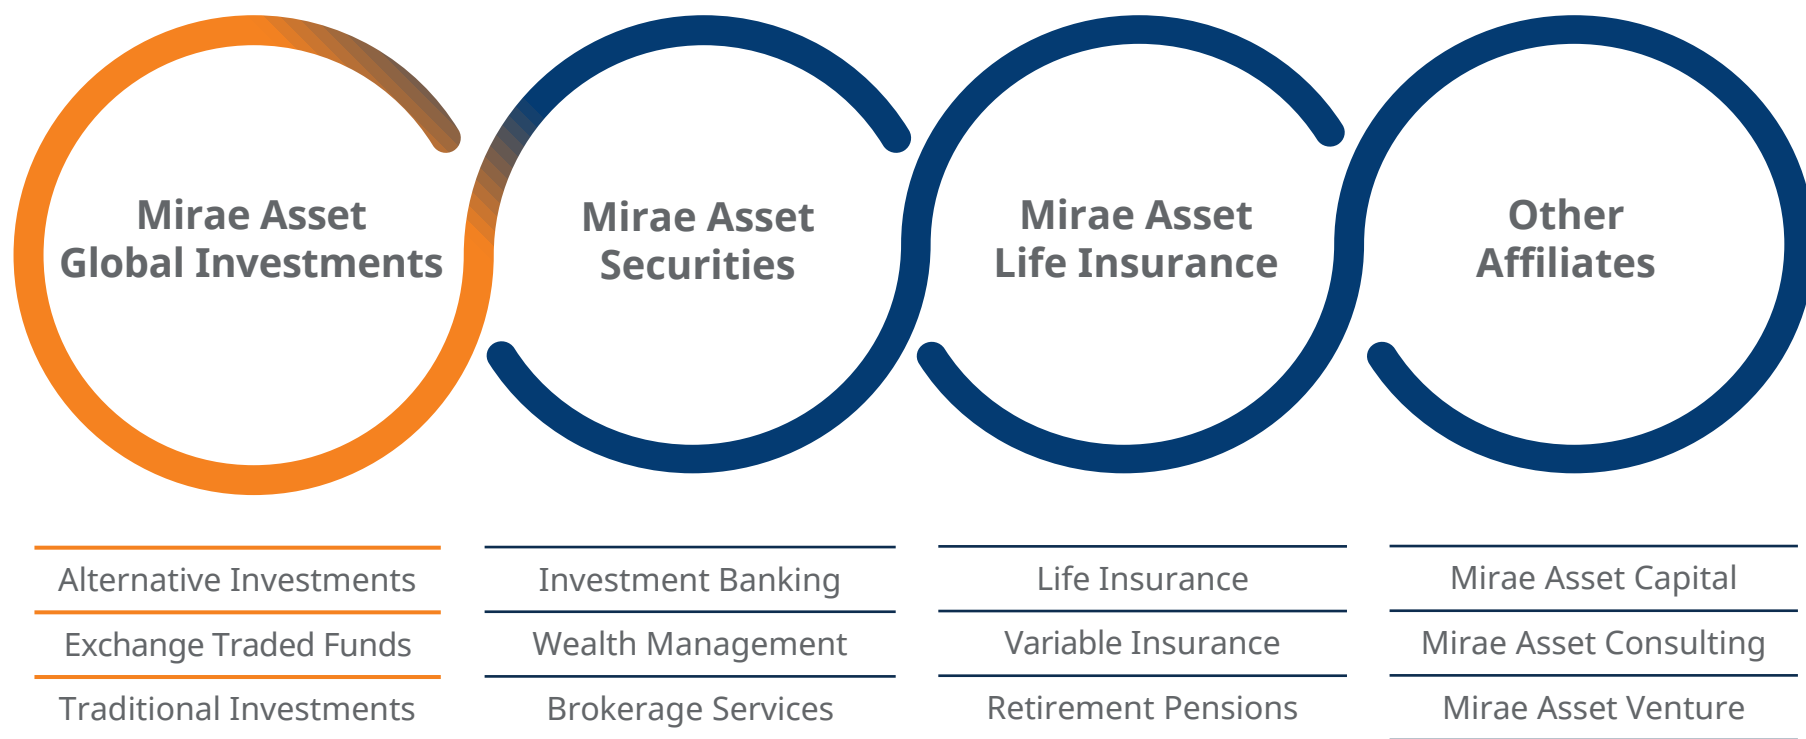 Mirae Asset
Global Investments
Mirae Asset
Securities
Mirae Asset
Life Insurance
Other
Affiliates
Alternative Investments
Exchange Traded Funds
Traditional Investments
Investment Banking
Wealth Management
Brokerage Services
Life Insurance
Variable Insurance
Retirement Pensions
Mirae Asset Capital
Mirae Asset Consulting
Mirae Asset Venture